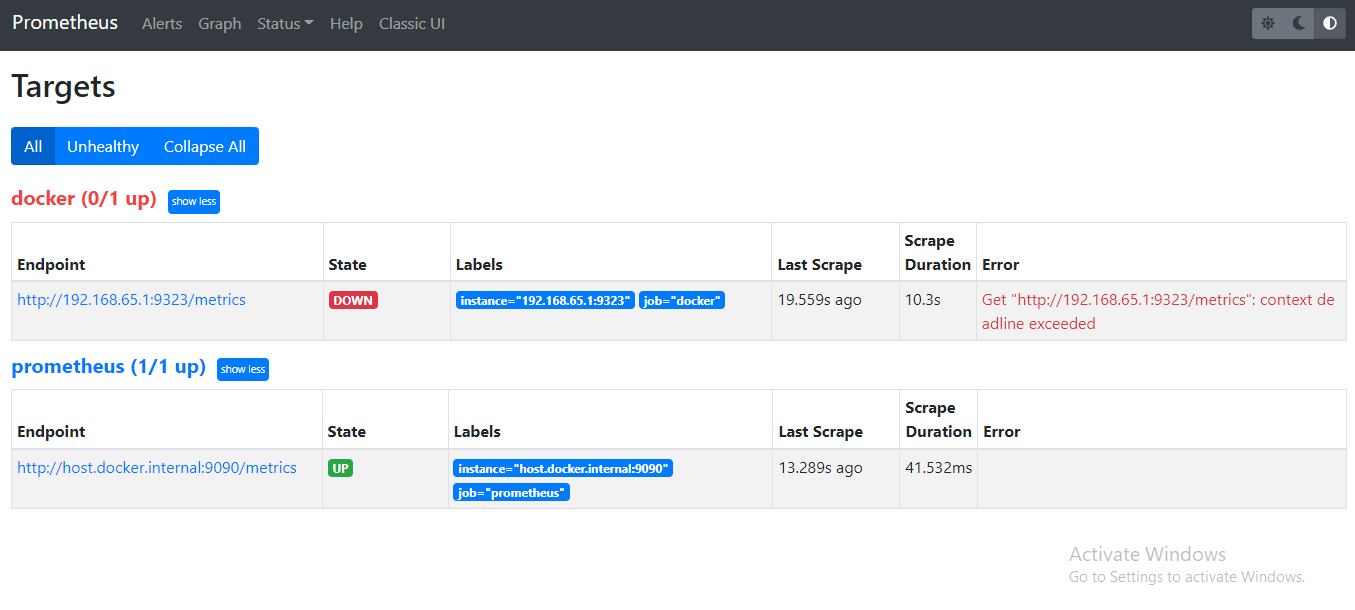 Prometheus Alerts Graph Status Help Classic UI
Targets
All Unhealthy Collapse All
docker (0/1 up) show less
Endpoint State Labels Last Scrape Scrape Duration Error
http://192.168.65.1:9323/metrics DOWN instance="192.168.65.1:9323" job="docker" 19.559s ago 10.3s Get "http://192.168.65.1:9323/metrics": context de
adline exceeded
prometheus (1/1 up) show less
Endpoint State Labels Last Scrape Scrape Duration Error
http://host.docker.internal:9090/metrics UP instance="host.docker.internal:9090" 13.289s ago 41.532ms
job="prometheus"
Activate Windows
Go to Settings to activate Windows.